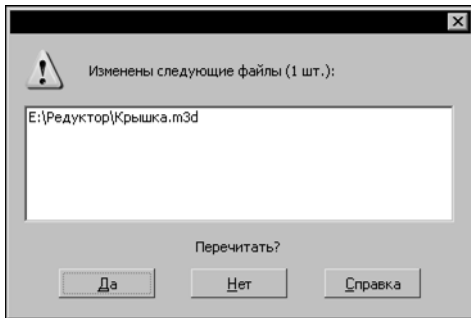 Изменены следующие файлы (1 шт.):
E:\Редуктор\Крышка.m3d
Перечитать?
Да Нет Справка